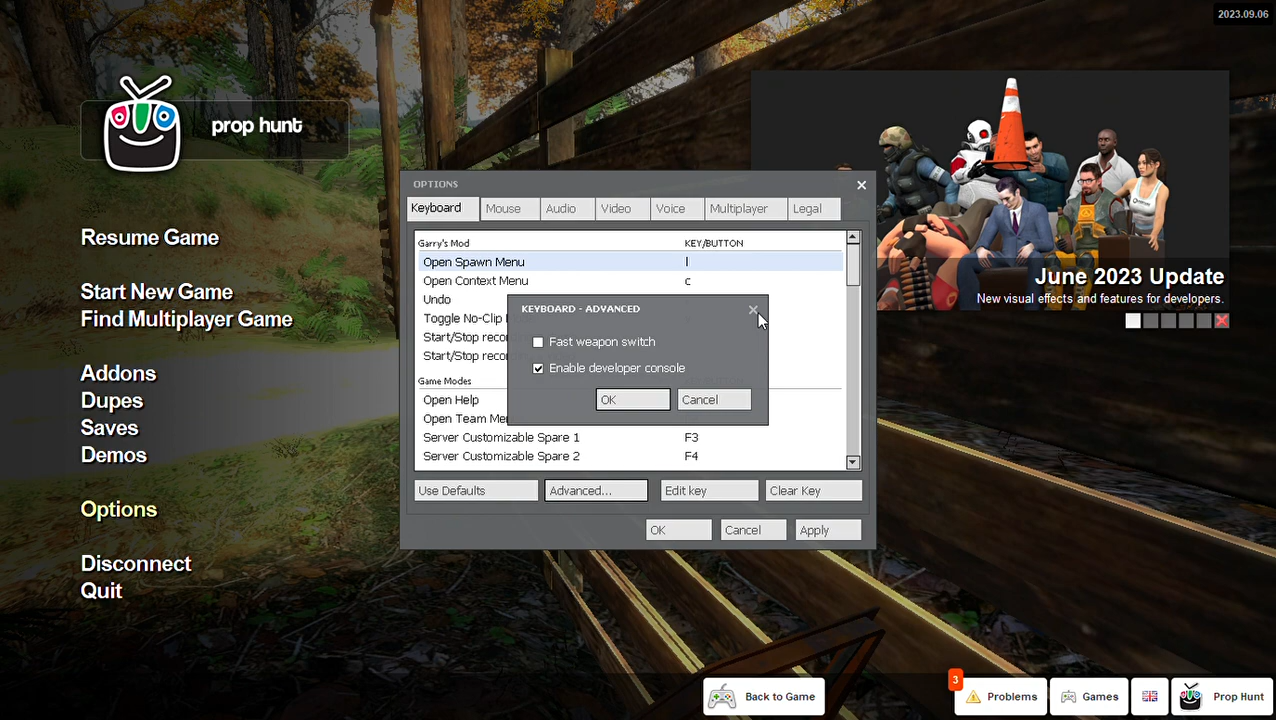 2023.09.06
prop hunt
Resume Game
Start New Game
Find Multiplayer Game
Addons
Dupes
Saves
Demos
Options
Disconnect
Quit
June 2023 Update
New visual effects and features for developers.
OPTIONS
Keyboard Mouse Audio Video Voice Multiplayer Legal
Garry's Mod KEY/BUTTON
Open Spawn Menu l
Open Context Menu c
Undo
Toggle No-Clip
Start/Stop recor
Start/Stop recor
Game Modes
Open Help
Open Team Me
Server Customizable Spare 1 F3
Server Customizable Spare 2 F4
KEYBOARD - ADVANCED
Fast weapon switch
Enable developer console
OK Cancel
Use Defaults Advanced... Edit key Clear Key
OK Cancel Apply
Back to Game
3
Problems
Games
Prop Hunt